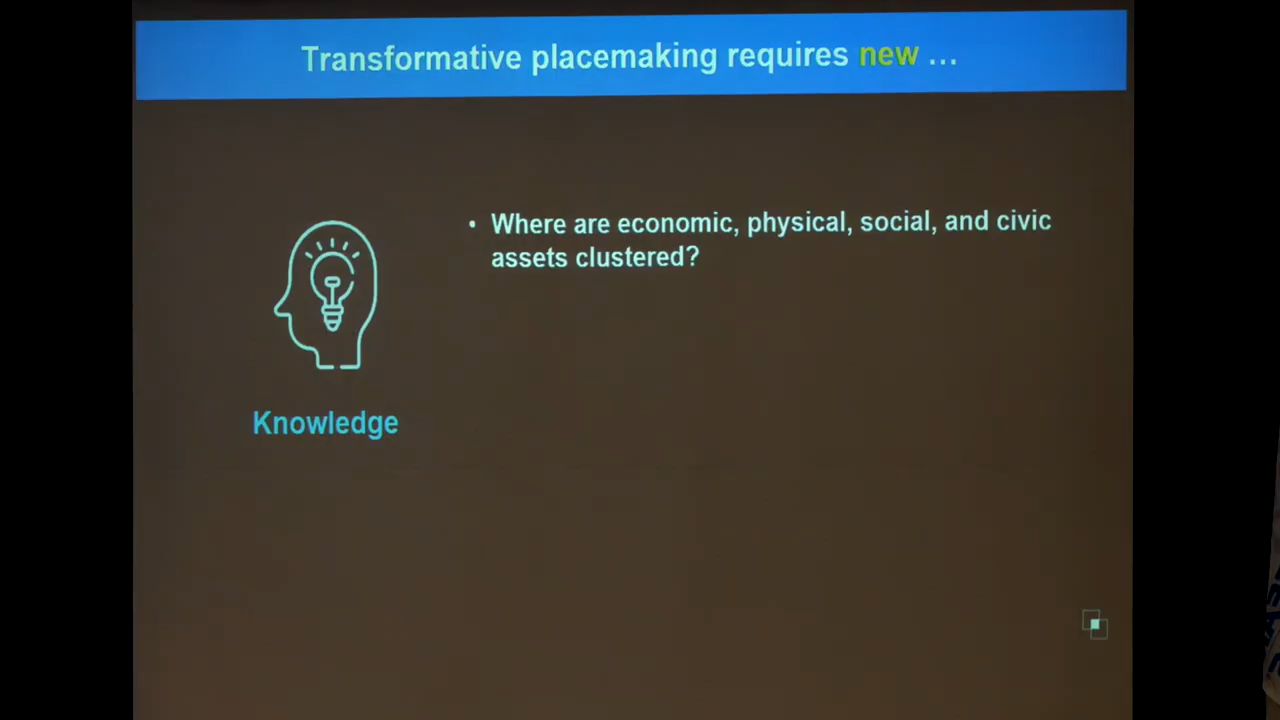 Transformative placemaking requires new ...
• Where are economic, physical, social, and civic
assets clustered?
Knowledge